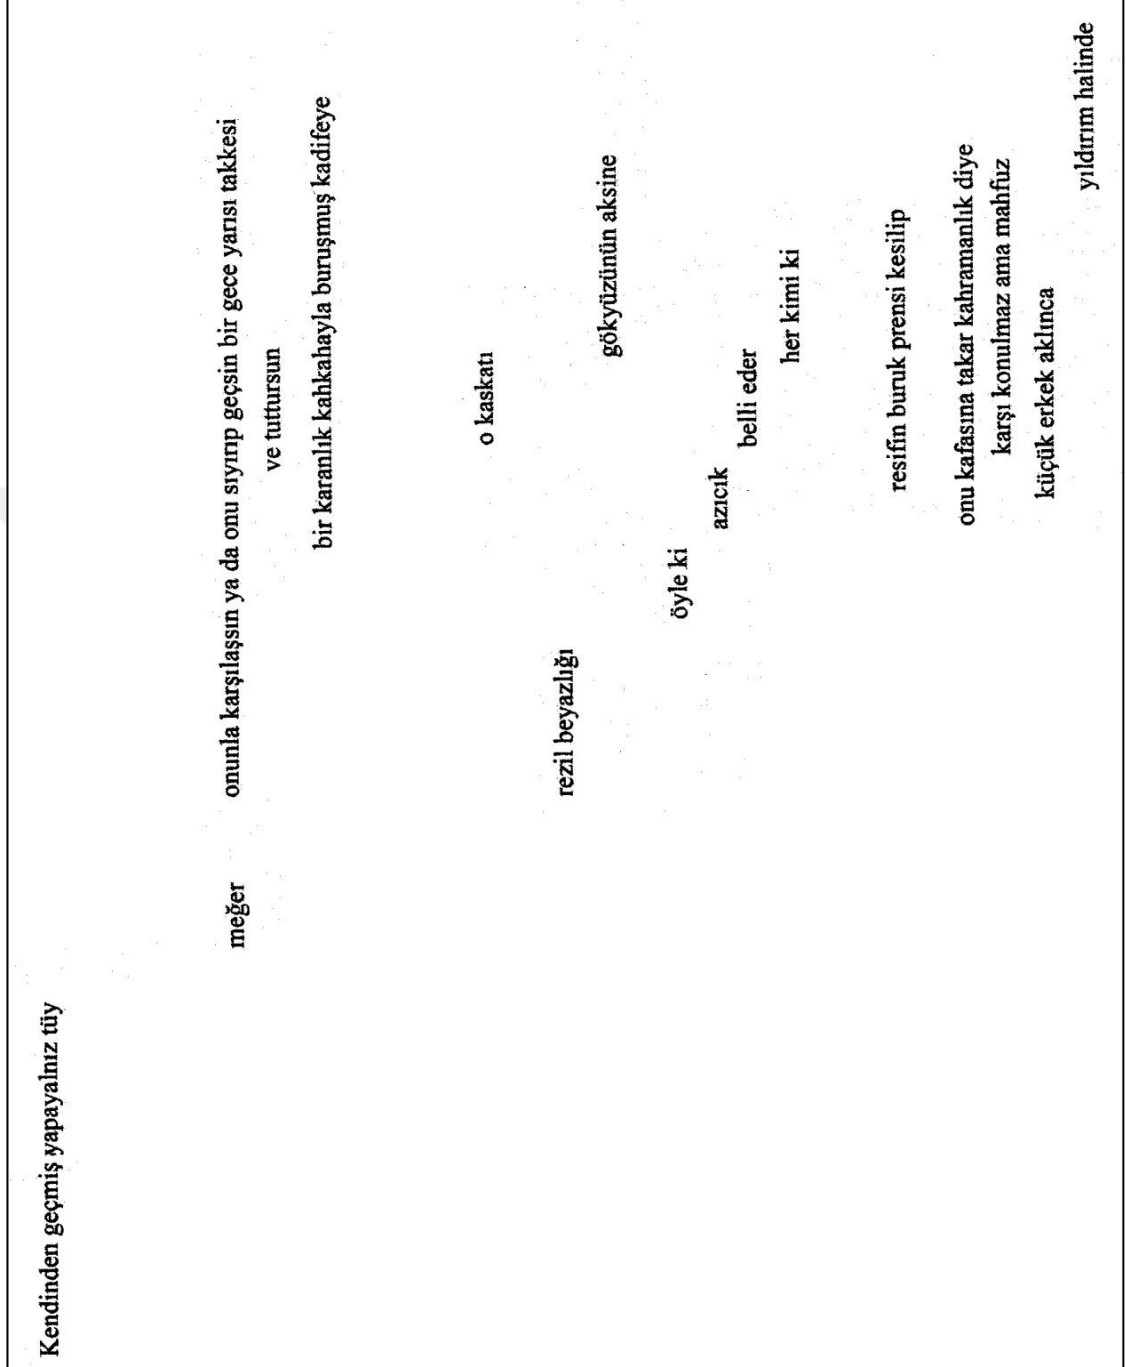 Kendinden geçmiş yapayalnız tüy
meğer onunla karşılaşsın ya da onu sıyırıp geçsin bir gece yarısı takkesi
ve tuttursun
bir karanlık kahkahayla buruşmuş kadifeye
o kaskatı
rezil beyazlığı
gökyüzünün aksine
öyle ki
azıcık
belli eder
her kimi ki
resifin buruk prensi kesilip
onu kafasına takar kahramanlık diye
karşı konulmaz ama mahfuz
küçük erkek aklınca
yıldırım halinde